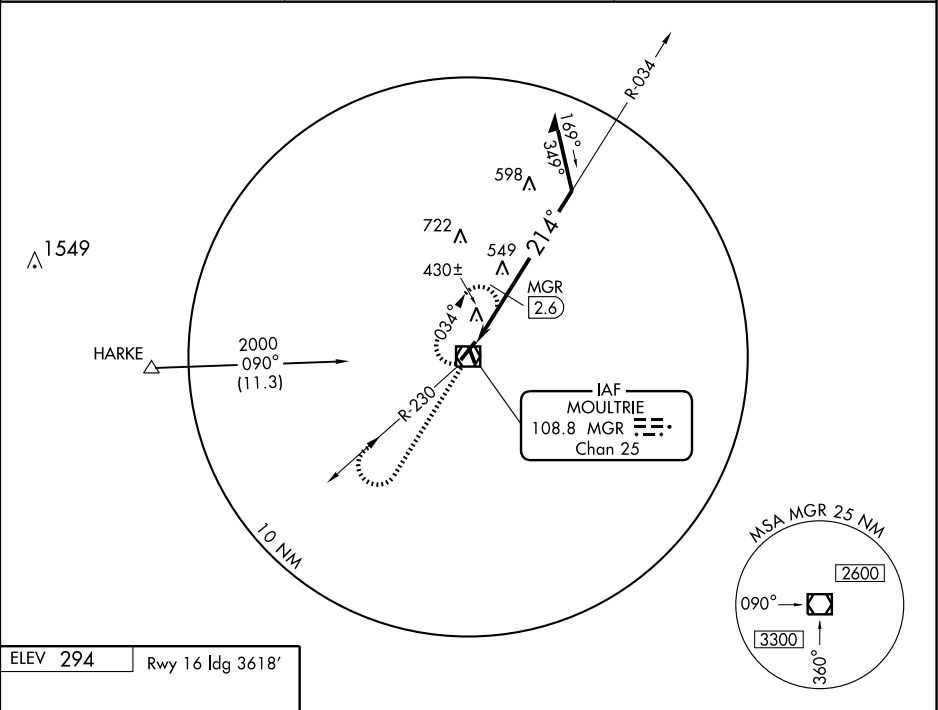 R-034
169°
349°
598
214°
722
549
1549
430±
MGR
2.6
034°
HARKE
2000
090°
(11.3)
R-230
IAF
MOULTRIE
108.8 MGR
Chan 25
10 NM
MSA MGR 25 NM
2600
090°
3300
360°
ELEV 294
Rwy 16 ldg 3618'